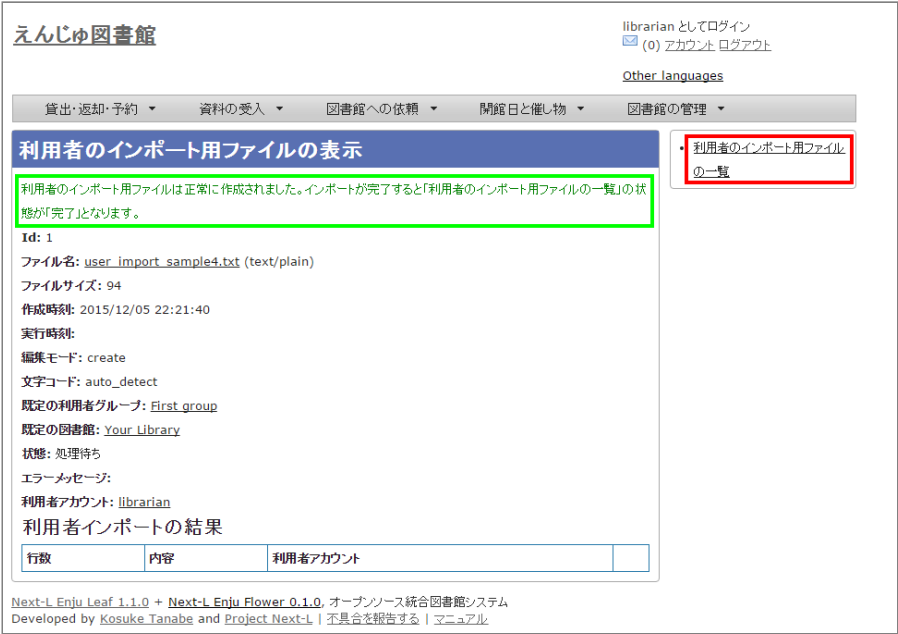 えんじゅ図書館
librarian としてログイン
(0) アカウント ログアウト
Other languages
貸出・返却・予約 ▼ 資料の受入 ▼ 図書館への依頼 ▼ 開館日と催し物 ▼ 図書館の管理 ▼
利用者のインポート用ファイルの表示
利用者のインポート用ファイルは正常に作成されました。インポートが完了すると「利用者のインポート用ファイルの一覧」の状
態が「完了」となります。
Id: 1
ファイル名: user_import_sample4.txt (text/plain)
ファイルサイズ: 94
作成時刻: 2015/12/05 22:21:40
実行時刻:
編集モード: create
文字コード: auto_detect
既定の利用者グループ: First group
既定の図書館: Your Library
状態: 処理待ち
エラーメッセージ:
利用者アカウント: librarian
利用者インポートの結果
行数 内容 利用者アカウント
• 利用者のインポート用ファイル
の一覧
Next-L Enju Leaf 1.1.0 + Next-L Enju Flower 0.1.0, オープンソース統合図書館システム
Developed by Kosuke Tanabe and Project Next-L | 不具合を報告する | マニュアル